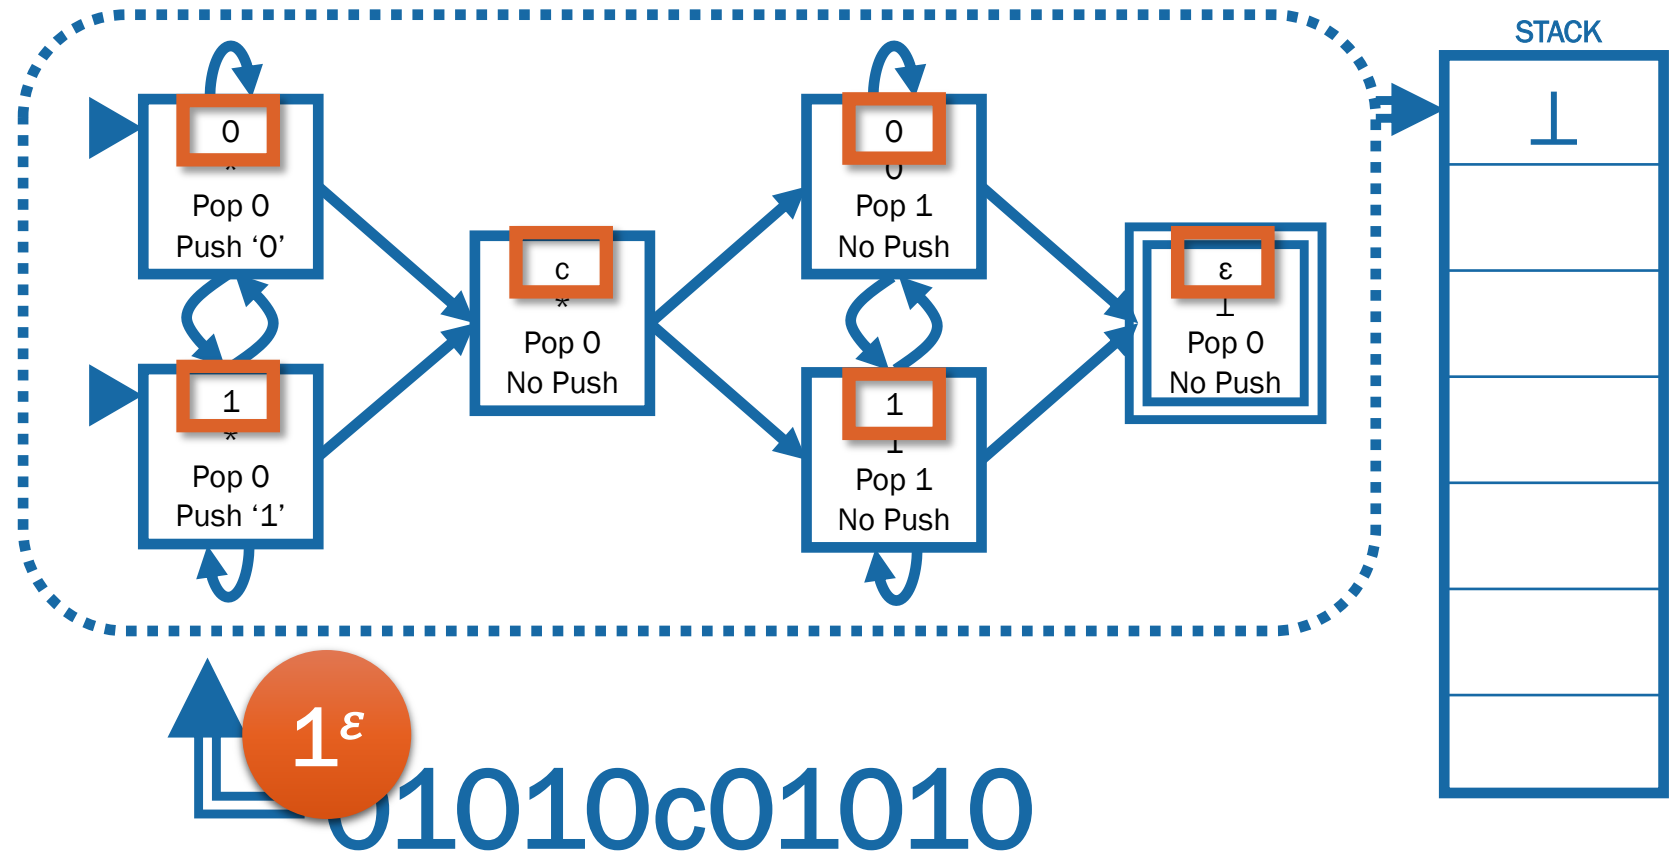 STACK
⊥
0
*
Pop 0
Push ‘0’
1
*
Pop 0
Push ‘1’
c
*
Pop 0
No Push
0
0
Pop 1
No Push
1
Pop 1
No Push
ε
⊥
Pop 0
No Push
1ε
01010c01010